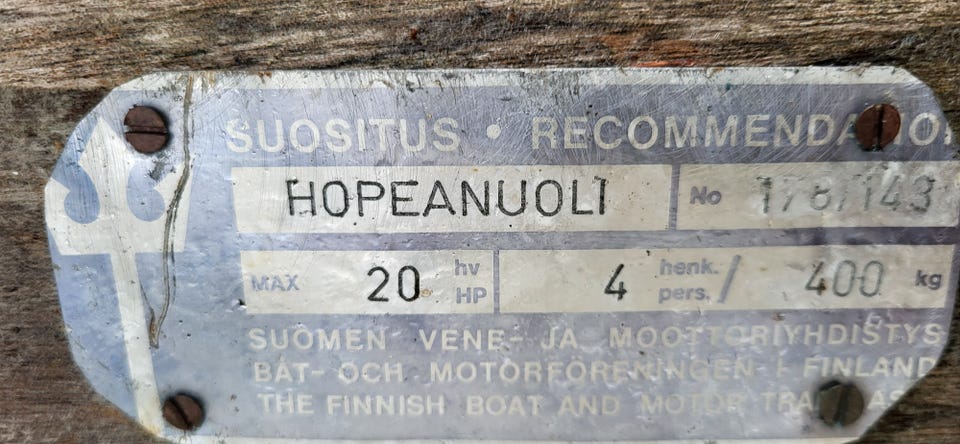 SUOSITUS • RECOMMENDATION
HOPEANUOLI No 178/143
MAX 20 hv HP 4 henk. pers. / 400 kg
SUOMEN VENE- JA MOOTTORIYHDISTYS
BÅT- OCH MOTORFÖRENINGEN I FINLAND
THE FINNISH BOAT AND MOTOR